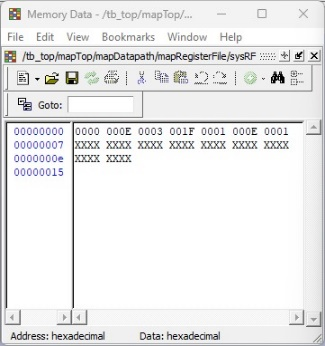 Memory Data - /tb_top/mapTop/...
File Edit View Bookmarks Window Help
/tb_top/mapTop/mapDatapath/mapRegisterFile/sysRF
Goto:
00000000 0000 000E 0003 001F 0001 000E 0001
00000007 XXXX XXXX XXXX XXXX XXXX XXXX XXXX
0000000e XXXX XXXX
00000015
Address: hexadecimal Data: hexadecimal